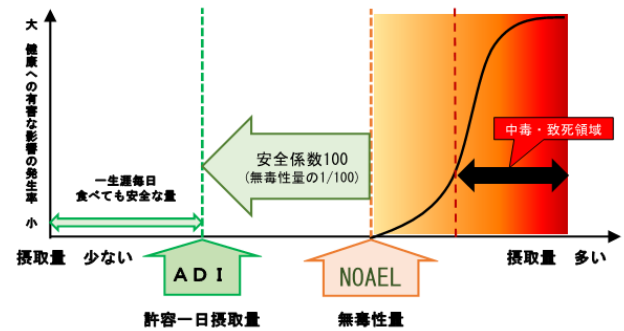 大 健康への有害な影響の発生率 小
中毒・致死領域
安全係数100
(無毒性量の1/100)
一生涯毎日
食べても安全な量
摂取量 少ない
摂取量 多い
ADI
NOAEL
許容一日摂取量
無毒性量